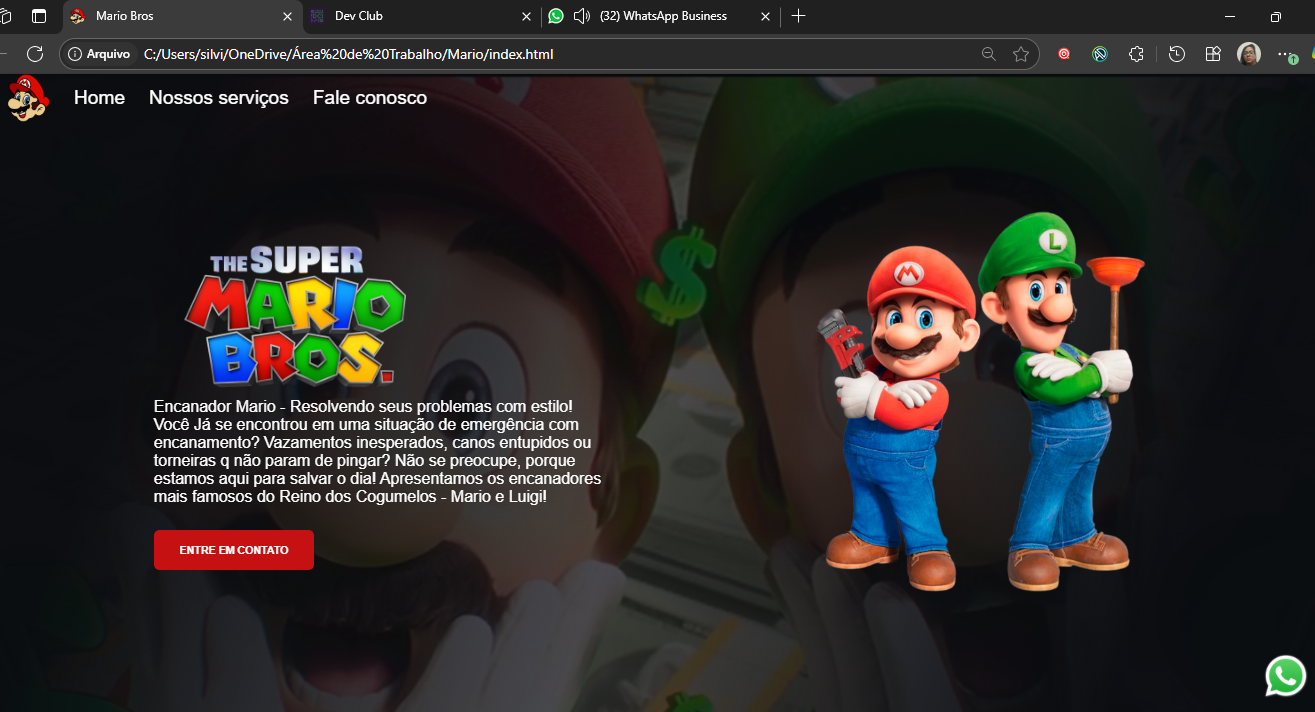 Mario Bros
Dev Club
(32) WhatsApp Business
Arquivo
C:/Users/silvi/OneDrive/Área%20de%20Trabalho/Mario/index.html
Home
Nossos serviços
Fale conosco
THE SUPER
MARIO
BROS.
M
L
Encanador Mario - Resolvendo seus problemas com estilo!
Você Já se encontrou em uma situação de emergência com
encanamento? Vazamentos inesperados, canos entupidos ou
torneiras q não param de pingar? Não se preocupe, porque
estamos aqui para salvar o dia! Apresentamos os encanadores
mais famosos do Reino dos Cogumelos - Mario e Luigi!
ENTRE EM CONTATO